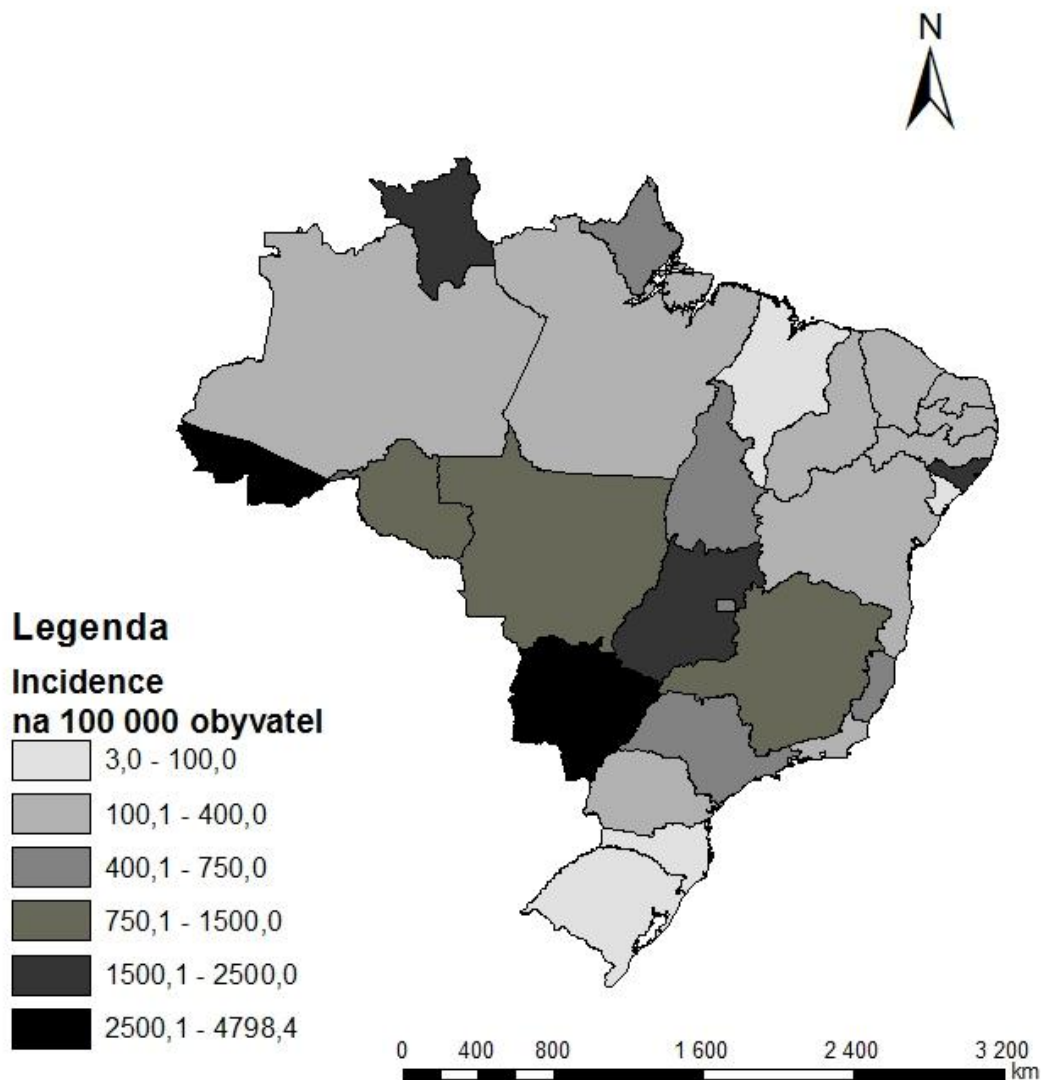 N
Legenda
Incidence
na 100 000 obyvatel
3,0 - 100,0
100,1 - 400,0
400,1 - 750,0
750,1 - 1500,0
1500,1 - 2500,0
2500,1 - 4798,4
0 400 800 1 600 2 400 3 200
km